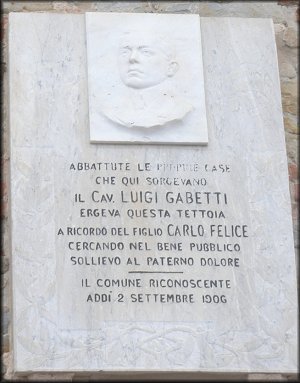 ABBATTUTE LE PROPRIE CASE
CHE QUI SORGEVANO
IL CAV. LUIGI GABETTI
ERGEVA QUESTA TETTOIA
A RICORDO DEL FIGLIO CARLO FELICE
CERCANDO NEL BENE PUBBLICO
SOLLIEVO AL PATERNO DOLORE
IL COMUNE RICONOSCENTE
ADDÌ 2 SETTEMBRE 1906